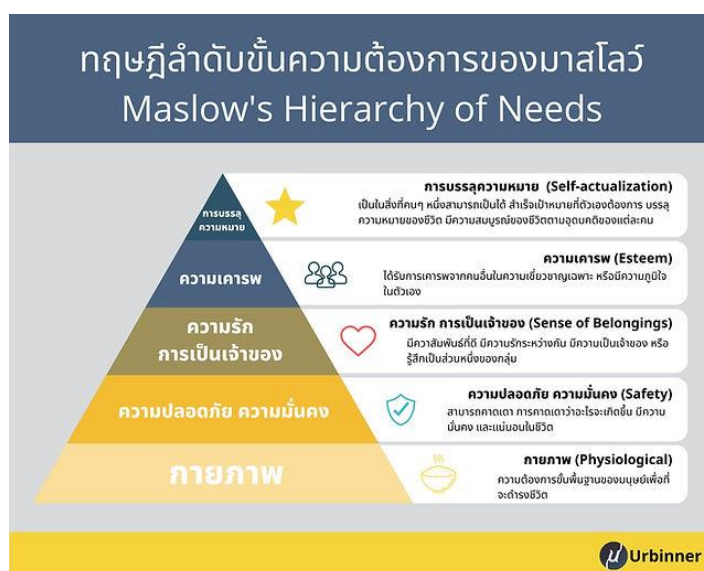 ทฤษฎีลำดับขั้นความต้องการของมาสโลว์
Maslow's Hierarchy of Needs
การบรรลุ
ความหมาย
การบรรลุความหมาย (Self-actualization)
เป็นในสิ่งที่คนๆ หนึ่งสามารถเป็นได้ สำเร็จเป้าหมายที่ตัวเองต้องการ บรรลุ
ความหมายของชีวิต มีความสมบูรณ์ของชีวิตตามอุดมคติของแต่ละคน
ความเคารพ
ความเคารพ (Esteem)
ได้รับการเคารพจากคนอื่นในความเชี่ยวชาญเฉพาะ หรือมีความภูมิใจ
ในตัวเอง
ความรัก
การเป็นเจ้าของ
ความรัก การเป็นเจ้าของ (Sense of Belongings)
มีความสัมพันธ์ที่ดี มีความรักระหว่างกัน มีความเป็นเจ้าของ หรือ
รู้สึกเป็นส่วนหนึ่งของกลุ่ม
ความปลอดภัย ความมั่นคง
ความปลอดภัย ความมั่นคง (Safety)
สามารถคาดเดา การคาดเดาว่าอะไรจะเกิดขึ้น มีความ
มั่นคง และแน่นอนในชีวิต
กายภาพ
กายภาพ (Physiological)
ความต้องการขั้นพื้นฐานของมนุษย์เพื่อที่
จะดำรงชีวิต
Urbinner